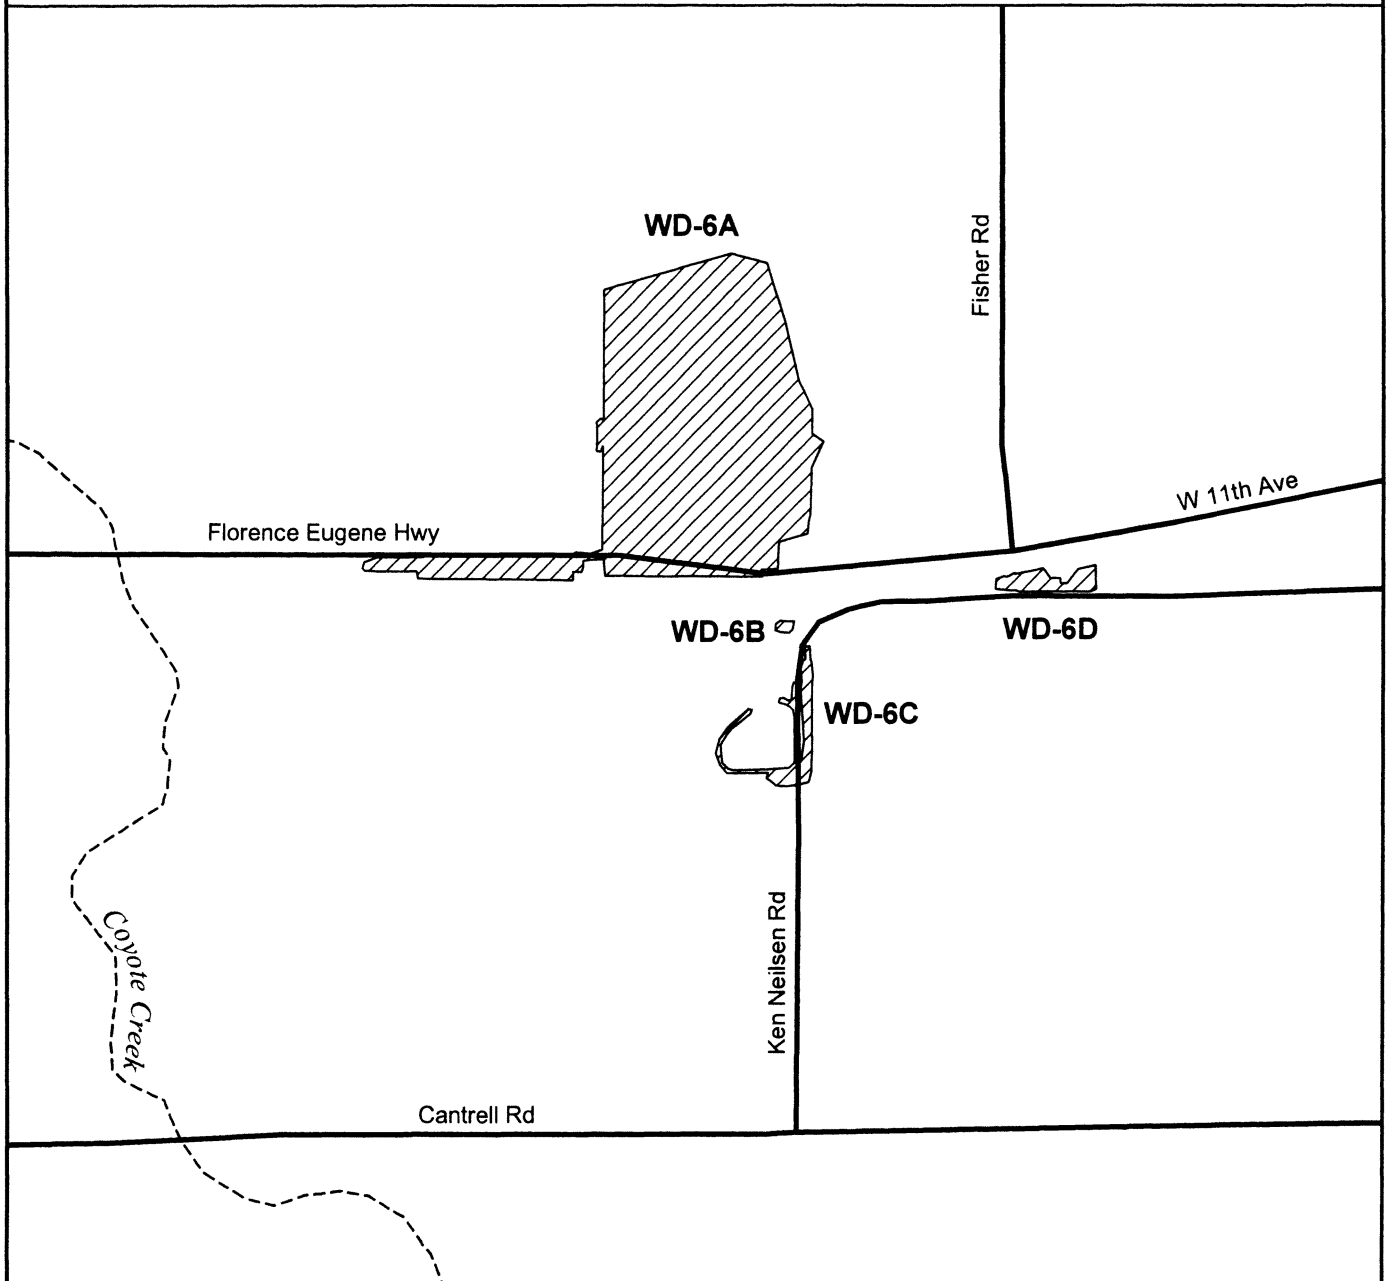 WD-6A
Fisher Rd
W 11th Ave
Florence Eugene Hwy
WD-6B
WD-6D
WD-6C
Ken Neilsen Rd
Coyote Creek
Cantrell Rd